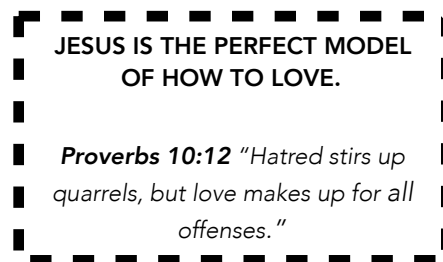 JESUS IS THE PERFECT MODEL
OF HOW TO LOVE.
Proverbs 10:12 “Hatred stirs up
quarrels, but love makes up for all
offenses.”